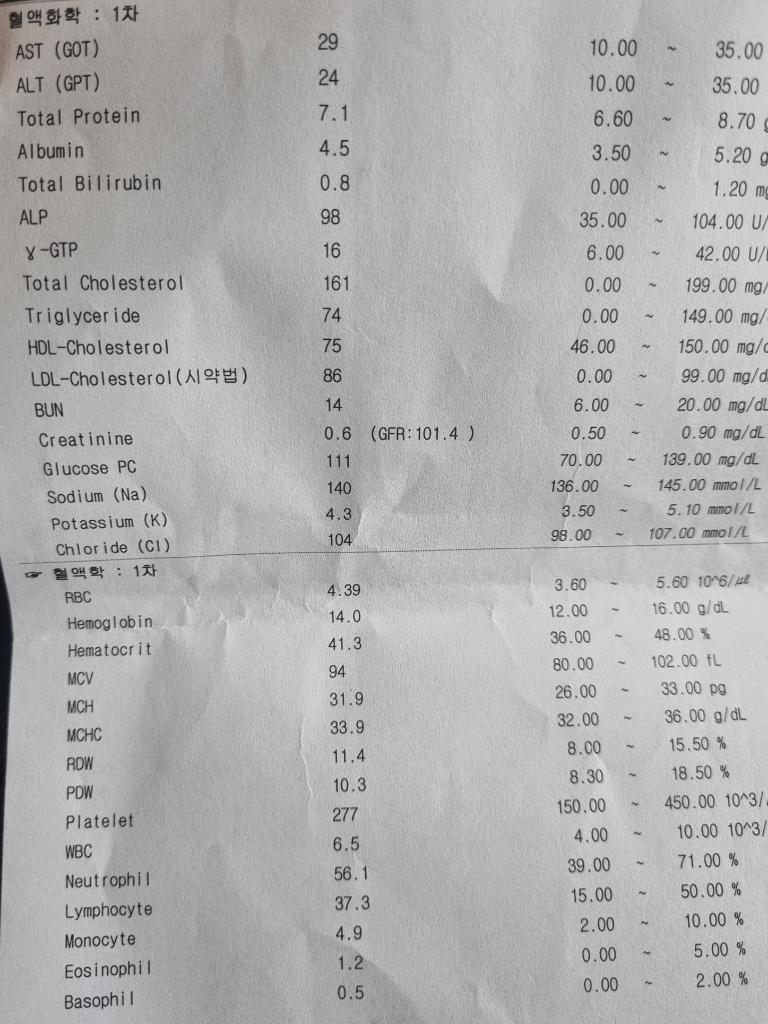 혈액화학 : 1차
AST (GOT) 29 10.00 ~ 35.00
ALT (GPT) 24 10.00 ~ 35.00
Total Protein 7.1 6.60 ~ 8.70 g
Albumin 4.5 3.50 ~ 5.20 g
Total Bilirubin 0.8 0.00 ~ 1.20 mg
ALP 98 35.00 ~ 104.00 U/
γ-GTP 16 6.00 ~ 42.00 U/
Total Cholesterol 161 0.00 ~ 199.00 mg/
Triglyceride 74 0.00 ~ 149.00 mg/
HDL-Cholesterol 75 46.00 ~ 150.00 mg/d
LDL-Cholesterol(시약법) 86 0.00 ~ 99.00 mg/d
BUN 14 6.00 ~ 20.00 mg/dL
Creatinine 0.6 (GFR:101.4 ) 0.50 ~ 0.90 mg/dL
Glucose PC 111 70.00 ~ 139.00 mg/dL
Sodium (Na) 140 136.00 ~ 145.00 mmol/L
Potassium (K) 4.3 3.50 ~ 5.10 mmol/L
Chloride (Cl) 104 98.00 ~ 107.00 mmol/L
☞ 혈액학 : 1차
RBC 4.39 3.60 ~ 5.60 10^6/㎕
Hemoglobin 14.0 12.00 ~ 16.00 g/dL
Hematocrit 41.3 36.00 ~ 48.00 %
MCV 94 80.00 ~ 102.00 fL
MCH 31.9 26.00 ~ 33.00 pg
MCHC 33.9 32.00 ~ 36.00 g/dL
RDW 11.4 8.00 ~ 15.50 %
PDW 10.3 8.30 ~ 18.50 %
Platelet 277 150.00 ~ 450.00 10^3/
WBC 6.5 4.00 ~ 10.00 10^3/
Neutrophil 56.1 39.00 ~ 71.00 %
Lymphocyte 37.3 15.00 ~ 50.00 %
Monocyte 4.9 2.00 ~ 10.00 %
Eosinophil 1.2 0.00 ~ 5.00 %
Basophil 0.5 0.00 ~ 2.00 %